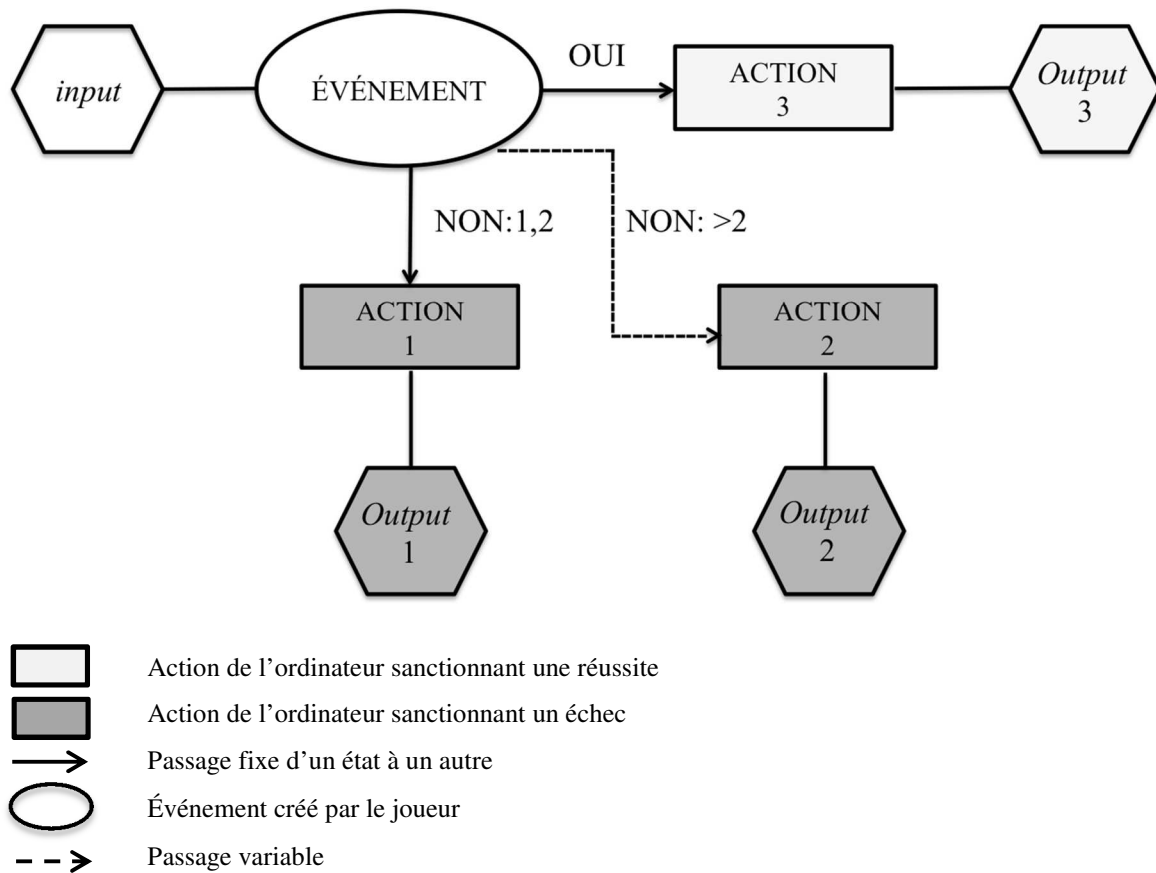 input
ÉVÉNEMENT
OUI
ACTION
3
Output
3
NON:1,2
NON: >2
ACTION
1
ACTION
2
Output
1
Output
2
Action de l’ordinateur sanctionnant une réussite
Action de l’ordinateur sanctionnant un échec
Passage fixe d’un état à un autre
Événement créé par le joueur
Passage variable